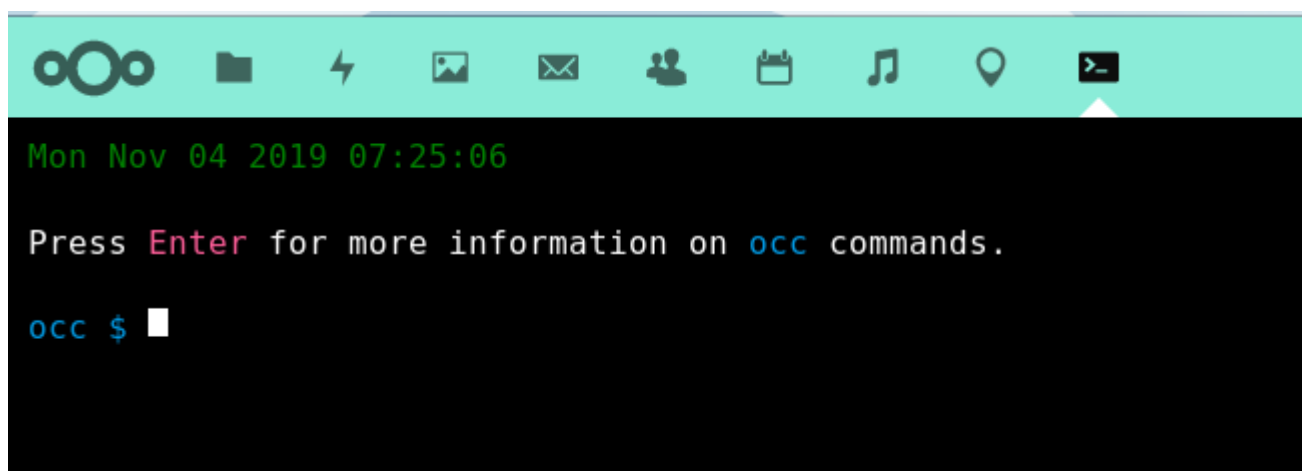 Mon Nov 04 2019 07:25:06
Press Enter for more information on occ commands.
occ $